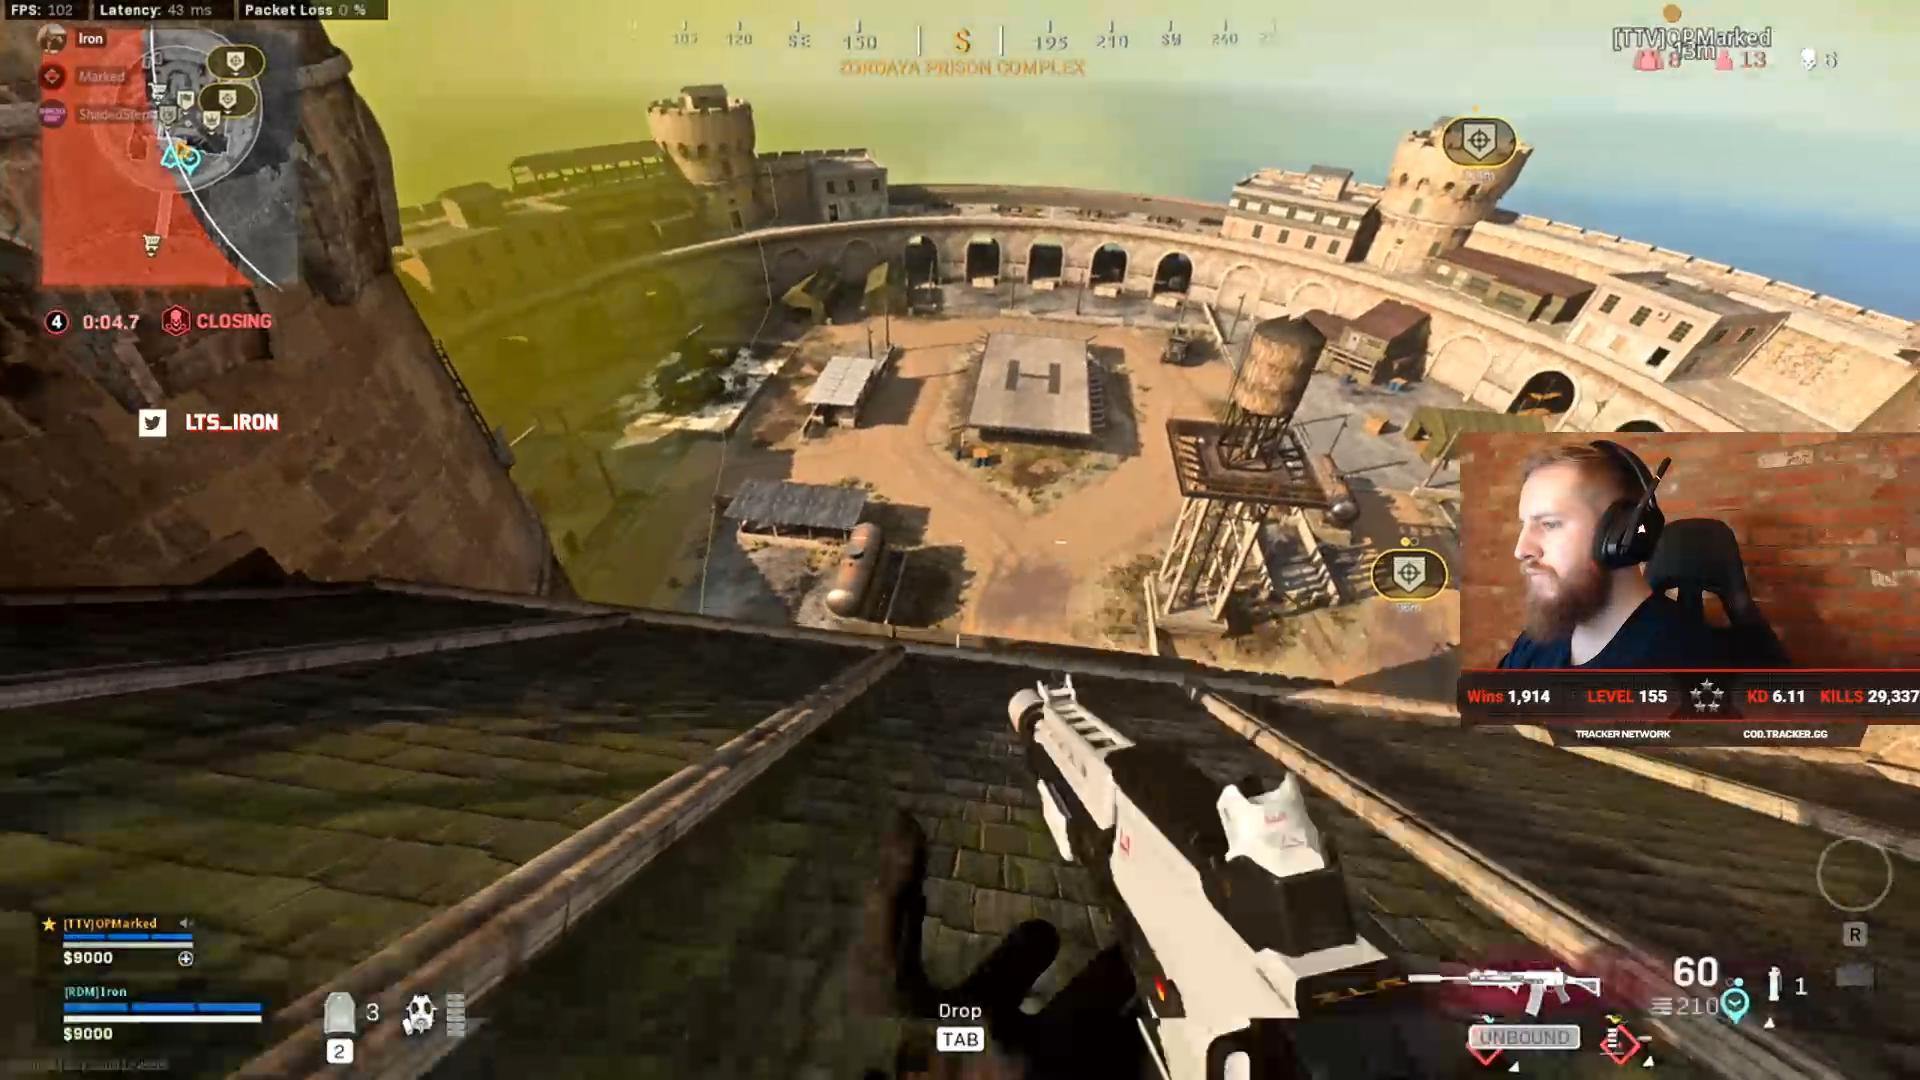 FPS: 102 Latency: 43 ms Packet Loss 0 %
Iron
Marked
ShadedStep
105 120 SE 150 S 195 210 SW 240
ZORDAYA PRISON COMPLEX
[TTV]OPMarked
13m
8 13 6
4 0:04.7 CLOSING
LTS_IRON
H
Wins 1,914 LEVEL 155 KD 6.11 KILLS 29,337
TRACKER NETWORK COD.TRACKER.GG
[TTV]OPMarked
$9000
[RDM]Iron
$9000
3
2
Drop
TAB
R
60
210
1
UNBOUND